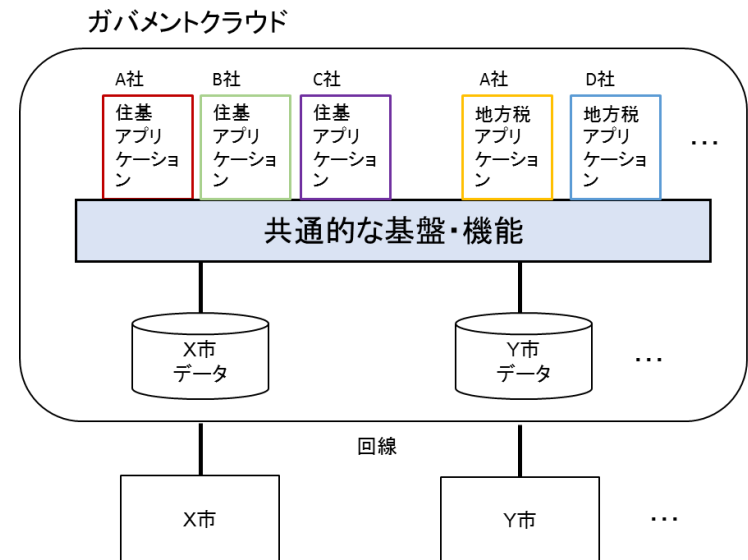 ガバメントクラウド
A社
B社
C社
A社
D社
住基
アプリ
ケーショ
ン
住基
アプリ
ケーショ
ン
住基
アプリ
ケーショ
ン
地方税
アプリ
ケーショ
ン
地方税
アプリ
ケーショ
ン
…
共通的な基盤・機能
X市
データ
Y市
データ
…
回線
X市
Y市
…